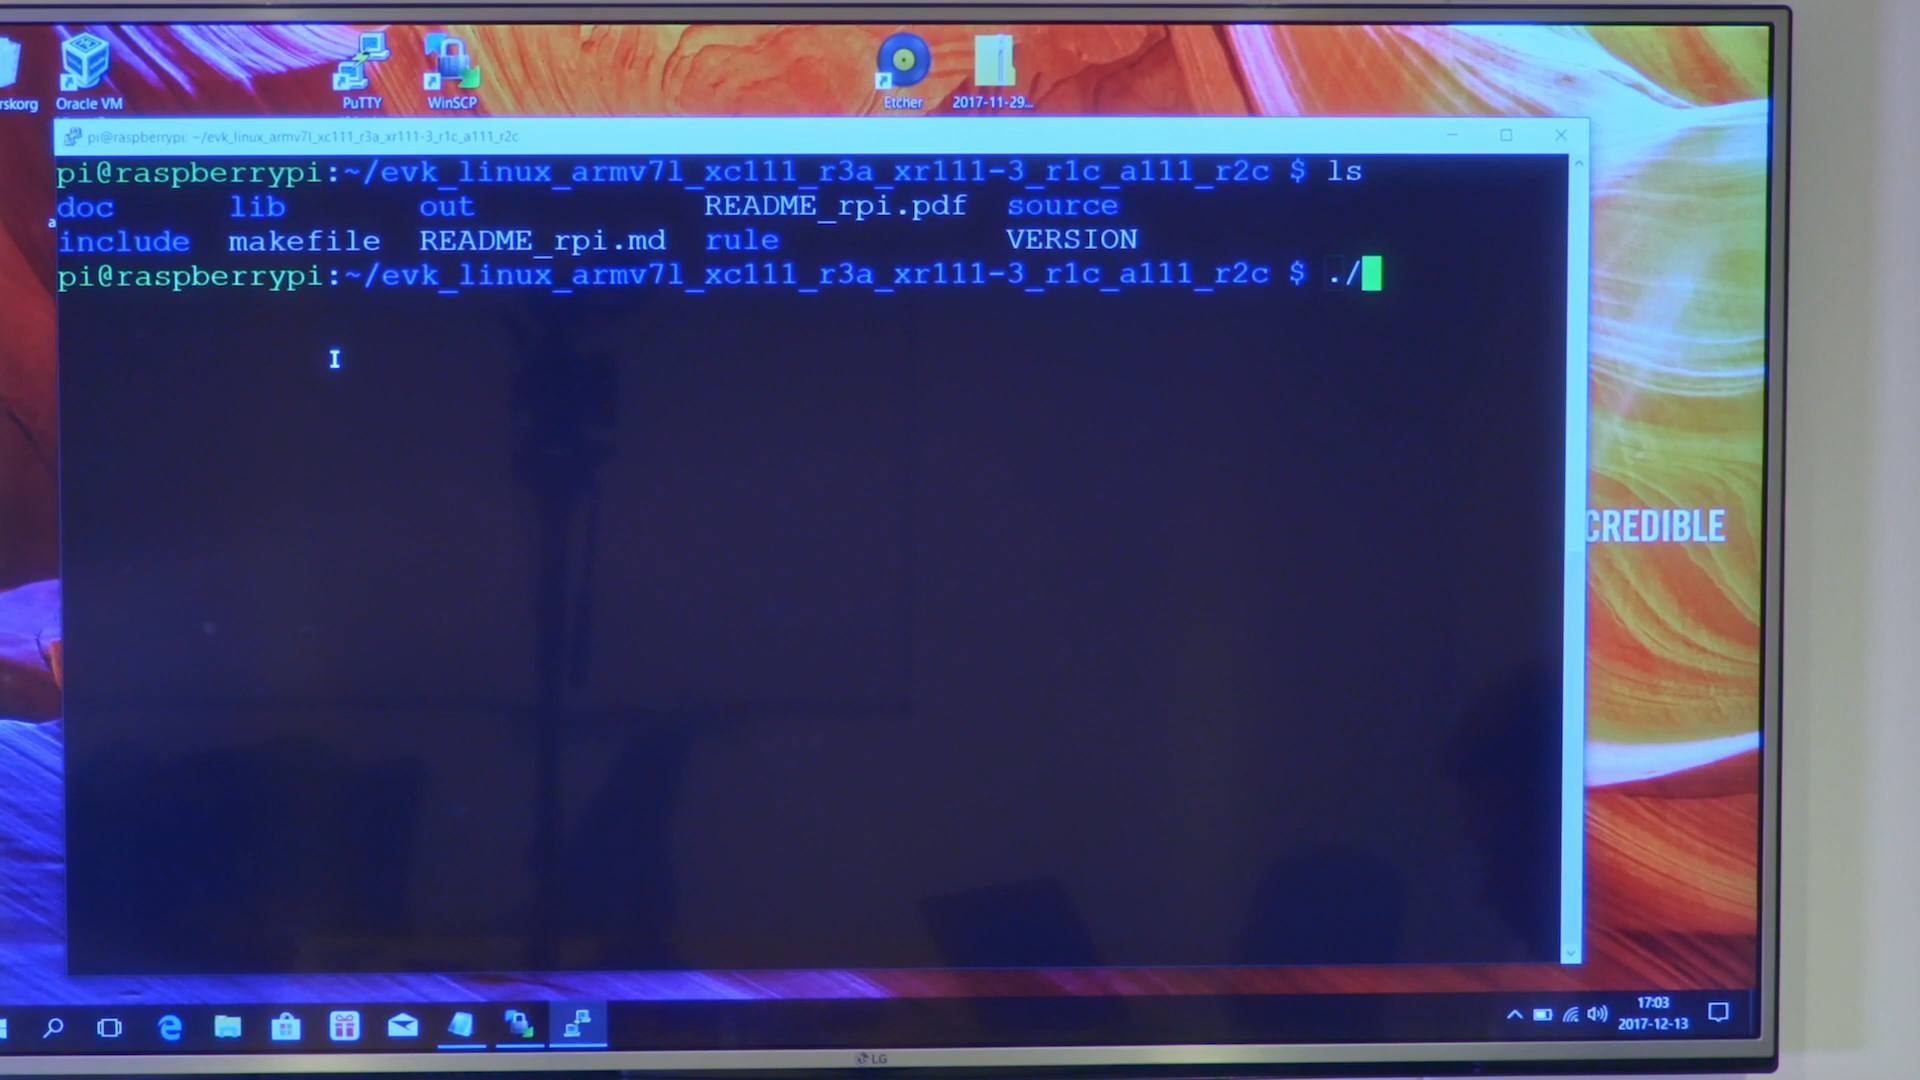 rskorg
Oracle VM
PuTTY
WinSCP
Etcher
2017-11-29...
pi@raspberrypi: ~/evk_linux_armv7l_xc111_r3a_xr111-3_r1c_a111_r2c
pi@raspberrypi:~/evk_linux_armv7l_xc111_r3a_xr111-3_r1c_a111_r2c $ ls
doc lib out README_rpi.pdf source
include makefile README_rpi.md rule VERSION
pi@raspberrypi:~/evk_linux_armv7l_xc111_r3a_xr111-3_r1c_a111_r2c $ ./
a
CREDIBLE
17:03
2017-12-13
LG